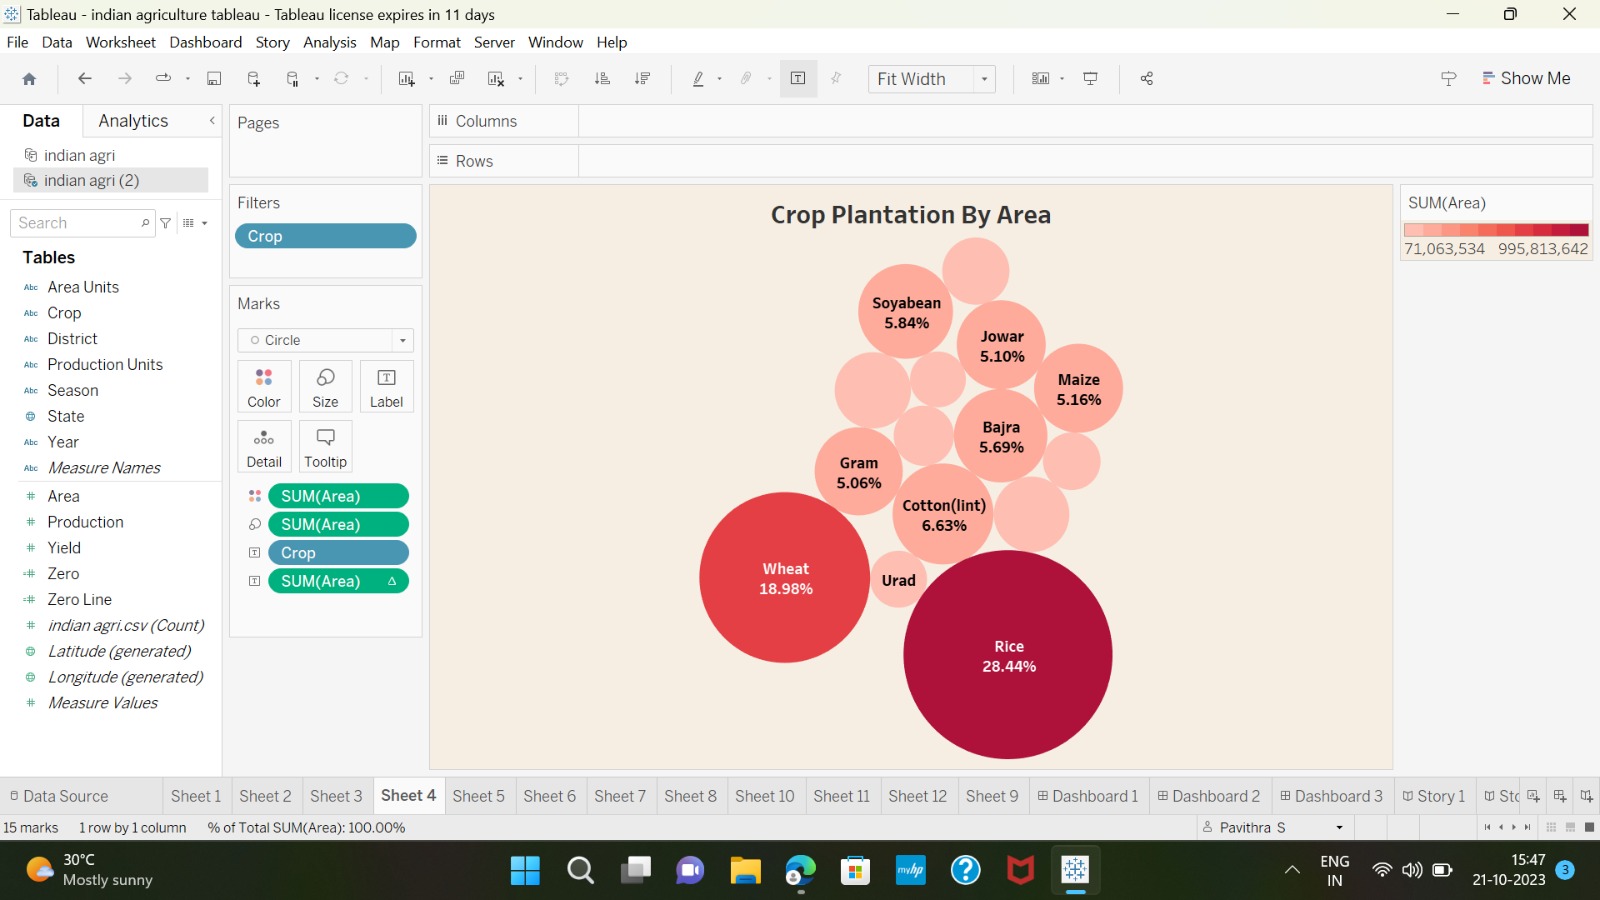 Tableau - indian agriculture tableau - Tableau license expires in 11 days
File Data Worksheet Dashboard Story Analysis Map Format Server Window Help
Fit Width
Show Me
Data Analytics
indian agri
indian agri (2)
Search
Tables
Abc Area Units
Abc Crop
Abc District
Abc Production Units
Abc Season
State
Abc Year
Abc Measure Names
# Area
# Production
# Yield
=# Zero
=# Zero Line
# indian agri.csv (Count)
Latitude (generated)
Longitude (generated)
# Measure Values
Pages
Filters
Crop
Marks
Circle
Color Size Label
Detail Tooltip
SUM(Area)
SUM(Area)
Crop
SUM(Area) Δ
Columns
Rows
Crop Plantation By Area
Soyabean
5.84%
Jowar
5.10%
Maize
5.16%
Bajra
5.69%
Gram
5.06%
Cotton(lint)
6.63%
Wheat
18.98%
Urad
Rice
28.44%
SUM(Area)
71,063,534 995,813,642
Data Source Sheet 1 Sheet 2 Sheet 3 Sheet 4 Sheet 5 Sheet 6 Sheet 7 Sheet 8 Sheet 10 Sheet 11 Sheet 12 Sheet 9 Dashboard 1 Dashboard 2 Dashboard 3 Story 1 Sto
15 marks 1 row by 1 column % of Total SUM(Area): 100.00%
Pavithra S
30°C
Mostly sunny
myhp
ENG
IN
15:47
21-10-2023
3